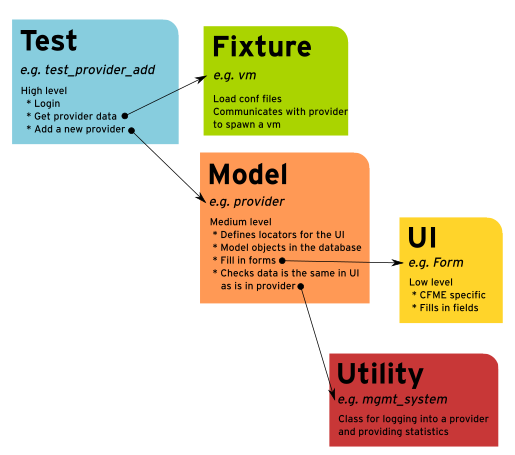 Test
e.g. test_provider_add
High level
* Login
* Get provider data
* Add a new provider
Fixture
e.g. vm
Load conf files
Communicates with provider
to spawn a vm
Model
e.g. provider
Medium level
* Defines locators for the UI
* Model objects in the database
* Fill in forms
* Checks data is the same in UI
as is in provider
UI
e.g. Form
Low level
* CFME specific
* Fills in fields
Utility
e.g. mgmt_system
Class for logging into a provider
and providing statistics